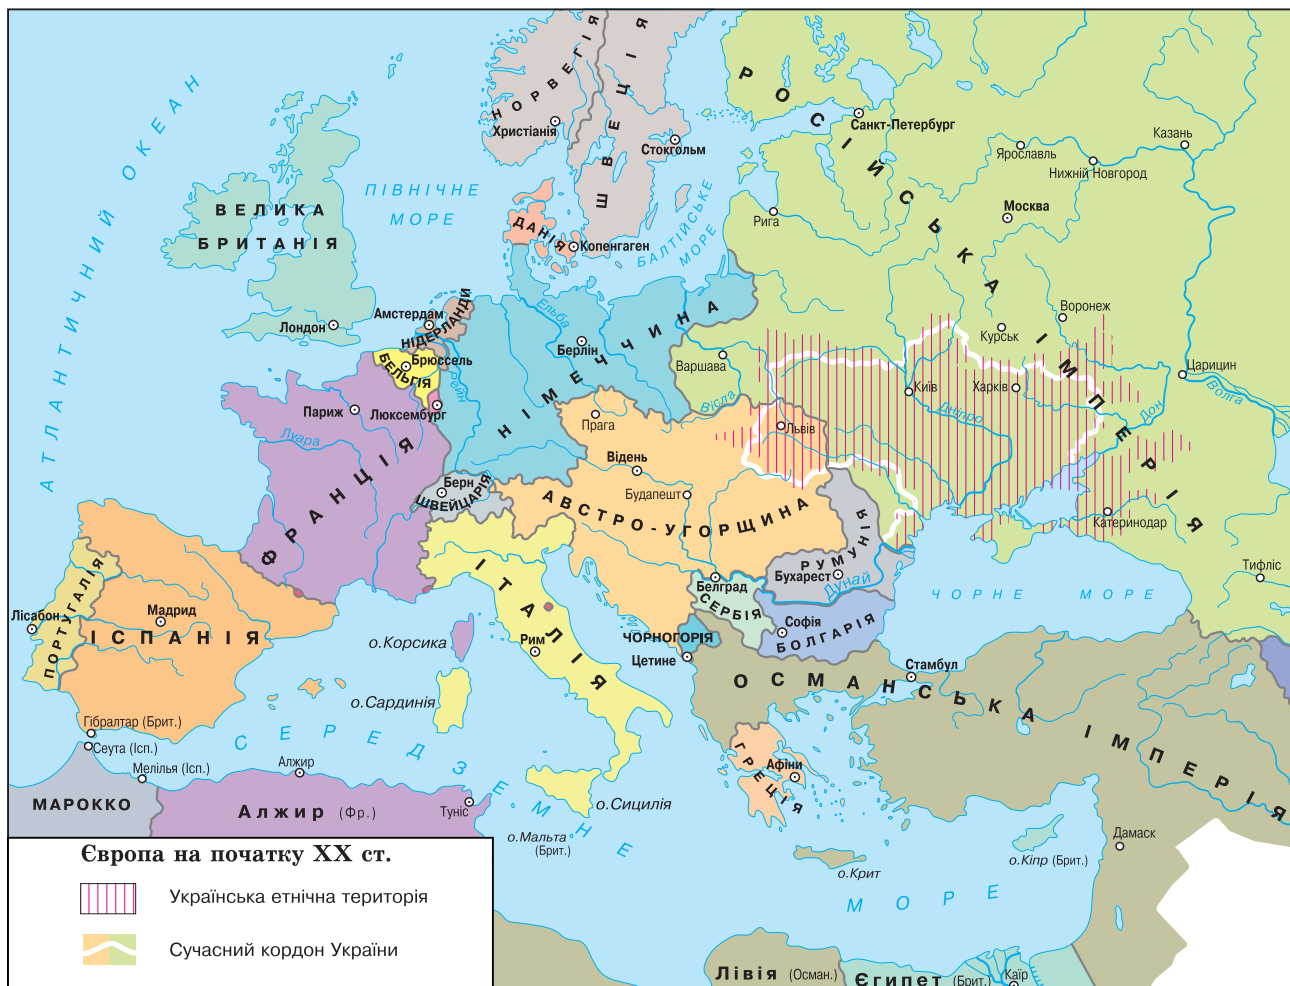 НОРВЕГІЯ
ШВЕЦІЯ
РОСІЙСЬКА ІМПЕРІЯ
Христіанія
Стокгольм
Санкт-Петербург
Казань
Ярославль
Нижній Новгород
Москва
Рига
АТЛАНТИЧНИЙ ОКЕАН
ПІВНІЧНЕ
МОРЕ
БАЛТІЙСЬКЕ
МОРЕ
ВЕЛИКА
БРИТАНІЯ
ДАНІЯ
Копенгаген
Лондон
Амстердам
НІДЕРЛАНДИ
Ельба
Берлін
НІМЕЧЧИНА
Брюссель
БЕЛЬГІЯ
Рейн
Люксембург
Варшава
Вісла
Воронеж
Курськ
Київ
Харків
Дніпро
Царицин
Волга
Дон
Париж
Луара
ФРАНЦІЯ
Прага
Львів
Відень
Будапешт
Берн
ШВЕЙЦАРІЯ
АВСТРО-УГОРЩИНА
Катеринодар
Тифліс
РУМУНІЯ
Бухарест
Дунай
Белград
СЕРБІЯ
Софія
БОЛГАРІЯ
ЧОРНЕ МОРЕ
ІТАЛІЯ
Рим
ЧОРНОГОРІЯ
Цетине
Лісабон
ПОРТУГАЛІЯ
Мадрид
ІСПАНІЯ
о.Корсика
о.Сардинія
Стамбул
ОСМАНСЬКА ІМПЕРІЯ
Гібралтар (Брит.)
Сеута (Ісп.)
Мелілья (Ісп.)
Алжир
СЕРЕДЗЕМНЕ
МОРЕ
ГРЕЦІЯ
Афіни
МАРОККО
Алжир (Фр.)
Туніс
о.Сицилія
о.Мальта
(Брит.)
о.Крит
о.Кіпр (Брит.)
Дамаск
Лівія (Осман.)
Єгипет (Брит.)
Каїр
Європа на початку ХХ ст.
Українська етнічна територія
Сучасний кордон України